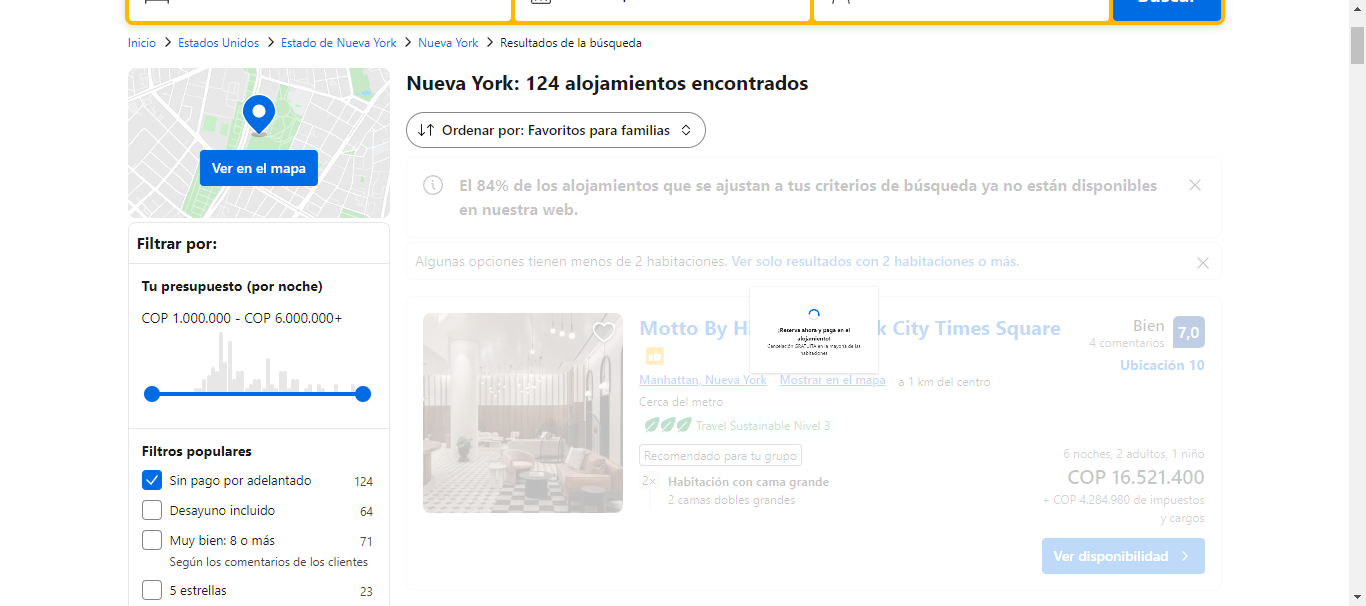 Inicio > Estados Unidos > Estado de Nueva York > Nueva York > Resultados de la búsqueda
Ver en el mapa
Filtrar por:
Tu presupuesto (por noche)
COP 1.000.000 - COP 6.000.000+
Filtros populares
Sin pago por adelantado 124
Desayuno incluido 64
Muy bien: 8 o más 71
Según los comentarios de los clientes
5 estrellas 23
Nueva York: 124 alojamientos encontrados
Ordenar por: Favoritos para familias
El 84% de los alojamientos que se ajustan a tus criterios de búsqueda ya no están disponibles
en nuestra web.
Algunas opciones tienen menos de 2 habitaciones. Ver solo resultados con 2 habitaciones o más.
¡Reserva ahora y paga en el
alojamiento!
Cancelación GRATUITA en la mayoría de las
habitaciones
Motto By k City Times Square
Manhattan, Nueva York Mostrar en el mapa a 1 km del centro
Cerca del metro
Travel Sustainable Nivel 3
Recomendado para tu grupo
2× Habitación con cama grande
2 camas dobles grandes
Bien 7,0
4 comentarios
Ubicación 10
6 noches, 2 adultos, 1 niño
COP 16.521.400
+ COP 4.284.980 de impuestos
y cargos
Ver disponibilidad